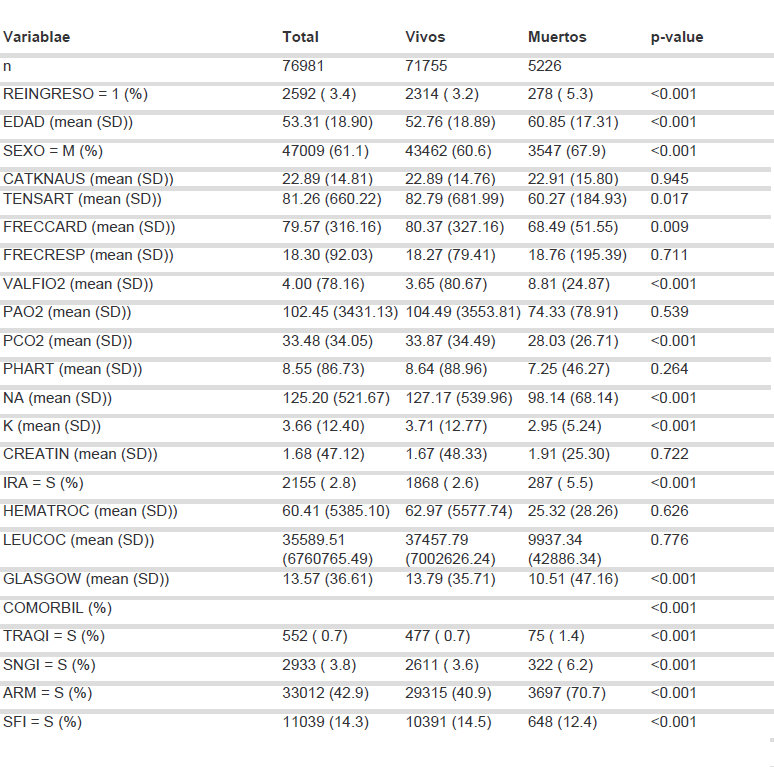 Variablae Total Vivos Muertos p-value
n 76981 71755 5226
REINGRESO = 1 (%) 2592 ( 3.4) 2314 ( 3.2) 278 ( 5.3) <0.001
EDAD (mean (SD)) 53.31 (18.90) 52.76 (18.89) 60.85 (17.31) <0.001
SEXO = M (%) 47009 (61.1) 43462 (60.6) 3547 (67.9) <0.001
CATKNAUS (mean (SD)) 22.89 (14.81) 22.89 (14.76) 22.91 (15.80) 0.945
TENSART (mean (SD)) 81.26 (660.22) 82.79 (681.99) 60.27 (184.93) 0.017
FRECCARD (mean (SD)) 79.57 (316.16) 80.37 (327.16) 68.49 (51.55) 0.009
FRECRESP (mean (SD)) 18.30 (92.03) 18.27 (79.41) 18.76 (195.39) 0.711
VALFIO2 (mean (SD)) 4.00 (78.16) 3.65 (80.67) 8.81 (24.87) <0.001
PAO2 (mean (SD)) 102.45 (3431.13) 104.49 (3553.81) 74.33 (78.91) 0.539
PCO2 (mean (SD)) 33.48 (34.05) 33.87 (34.49) 28.03 (26.71) <0.001
PHART (mean (SD)) 8.55 (86.73) 8.64 (88.96) 7.25 (46.27) 0.264
NA (mean (SD)) 125.20 (521.67) 127.17 (539.96) 98.14 (68.14) <0.001
K (mean (SD)) 3.66 (12.40) 3.71 (12.77) 2.95 (5.24) <0.001
CREATIN (mean (SD)) 1.68 (47.12) 1.67 (48.33) 1.91 (25.30) 0.722
IRA = S (%) 2155 ( 2.8) 1868 ( 2.6) 287 ( 5.5) <0.001
HEMATROC (mean (SD)) 60.41 (5385.10) 62.97 (5577.74) 25.32 (28.26) 0.626
LEUCOC (mean (SD)) 35589.51 37457.79 9937.34 0.776
(6760765.49) (7002626.24) (42886.34)
GLASGOW (mean (SD)) 13.57 (36.61) 13.79 (35.71) 10.51 (47.16) <0.001
COMORBIL (%) <0.001
TRAQI = S (%) 552 ( 0.7) 477 ( 0.7) 75 ( 1.4) <0.001
SNGI = S (%) 2933 ( 3.8) 2611 ( 3.6) 322 ( 6.2) <0.001
ARM = S (%) 33012 (42.9) 29315 (40.9) 3697 (70.7) <0.001
SFI = S (%) 11039 (14.3) 10391 (14.5) 648 (12.4) <0.001